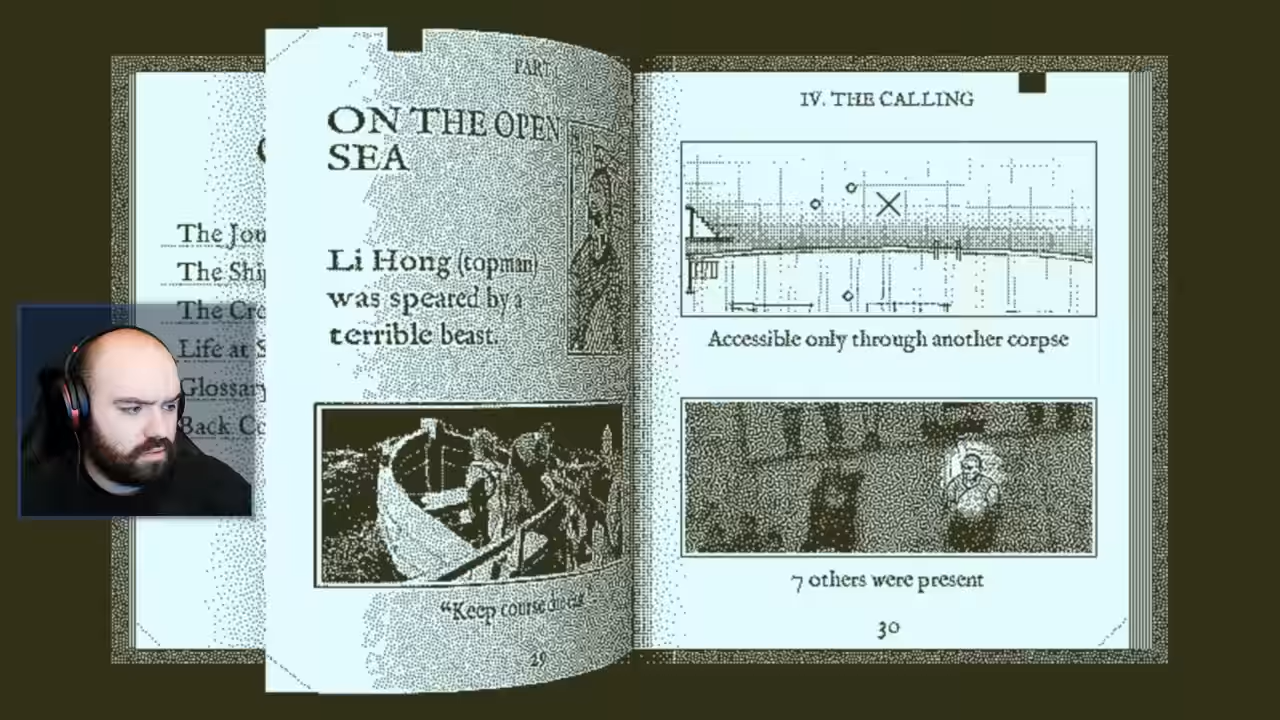 The Jou
The Ship
The Cre
Life at S
Glossary
Back Co
PART
ON THE OPEN
SEA
Li Hong (topman)
was speared by a
terrible beast.
"Keep course
29
IV. THE CALLING
Accessible only through another corpse
7 others were present
30